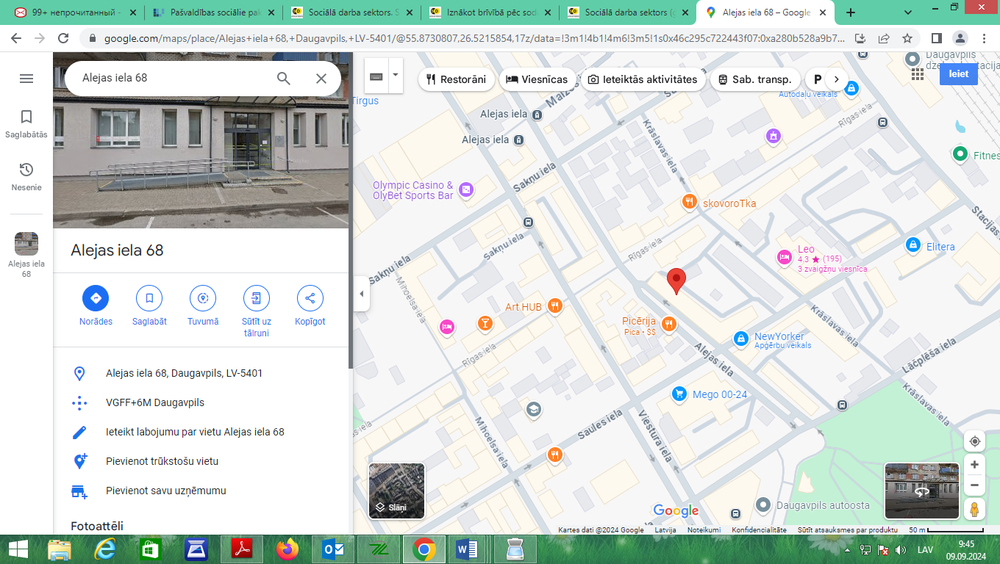 99+ непрочитанный -
Pašvaldības sociālie pak
Sociālā darba sektors. S
Iznākot brīvībā pēc sod
Sociālā darba sektors (g
Alejas iela 68 – Google
google.com/maps/place/Alejas+iela+68,+Daugavpils,+LV-5401/@55.8730807,26.5215854,17z/data=!3m1!4b1!4m6!3m5!1s0x46c295c722443f07:0xa280b528a9b7...
Alejas iela 68
Saglabātās
Nesenie
Alejas iela
68
Alejas iela 68
Norādes
Saglabāt
Tuvumā
Sūtīt uz
tālruni
Kopīgot
Alejas iela 68, Daugavpils, LV-5401
VGFF+6M Daugavpils
Ieteikt labojumu par vietu Alejas iela 68
Pievienot trūkstošu vietu
Pievienot savu uzņēmumu
Fotoattēli
Restorāni
Viesnīcas
Ieteiktās aktivitātes
Sab. transp.
P
Ieiet
Daugavpils
Tirgus
Autodaļu veikals
Alejas iela
Alejas iela
Rīgas iela
Krāslavas iela
Fitnes
Sakņu iela
Olympic Casino &
OlyBet Sports Bar
skovoroTka
Stacijas
Sakņu iela
Rīgas iela
Leo
4.3 ★ (195)
3 zvaigžņu viesnīca
Elitera
Sakņu iela
Mihoelsa iela
Art HUB
Picērija
Pica • $$
Krāslavas iela
NewYorker
Apģērbu veikals
Rīgas iela
Alejas iela
Lāčplēša iela
Mego 00-24
Krāslavas iela
Saules iela
Viestura iela
Mihoelsa iela
Slāņi
Google
Daugavpils autoosta
Kartes dati @2024 Google
Latvija
Noteikumi
Konfidencialitāte
Sūtīt atsauksmes par produktu
50 m
LAV
9:45
09.09.2024